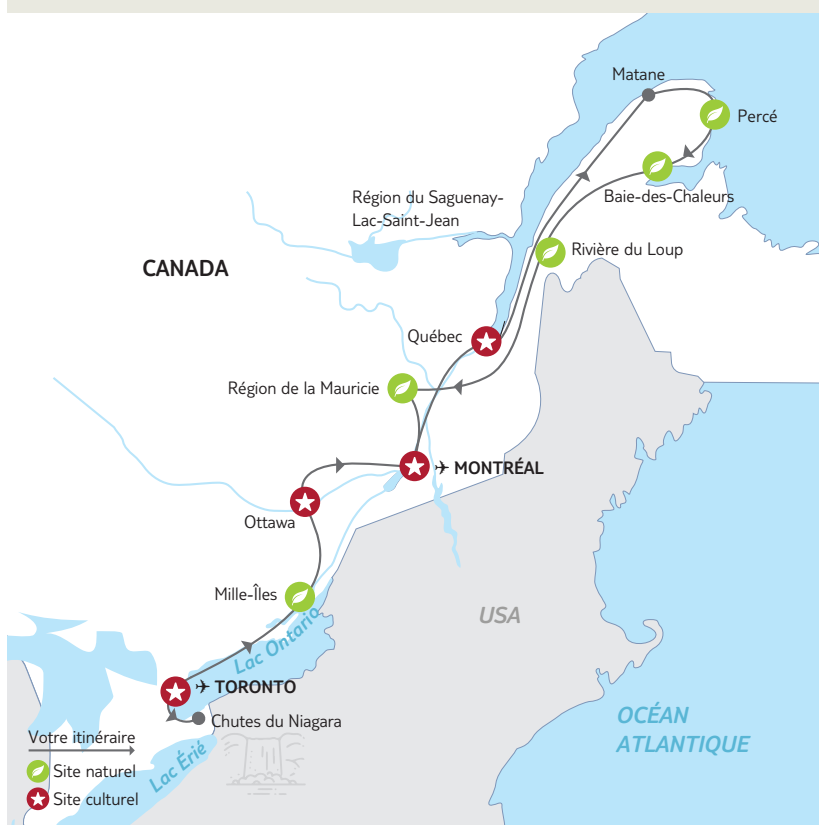 Matane
Percé
Baie-des-Chaleurs
Région du Saguenay-
Lac-Saint-Jean
Rivière du Loup
CANADA
Québec
Région de la Mauricie
MONTRÉAL
Ottawa
Mille-Îles
USA
Lac Ontario
TORONTO
Chutes du Niagara
OCÉAN
ATLANTIQUE
Lac Érié
Votre itinéraire
Site naturel
Site culturel